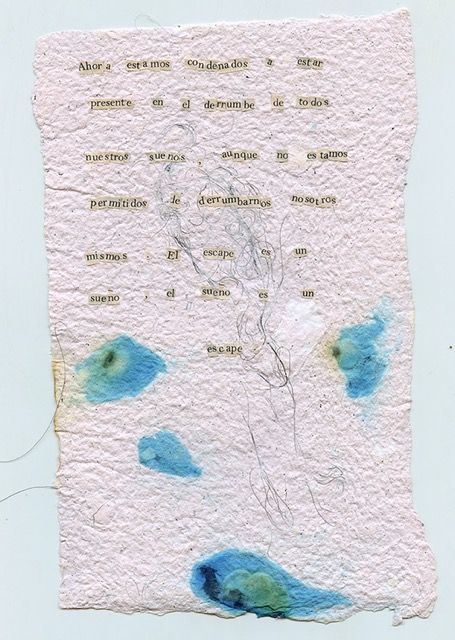 Ahora estamos condenados a estar
presente en el derrumbe de todos
nuestros sueños, aunque no estamos
permitidos de derrumbarnos nosotros
mismos. El escape es un
sueño, el sueño es un
escape.